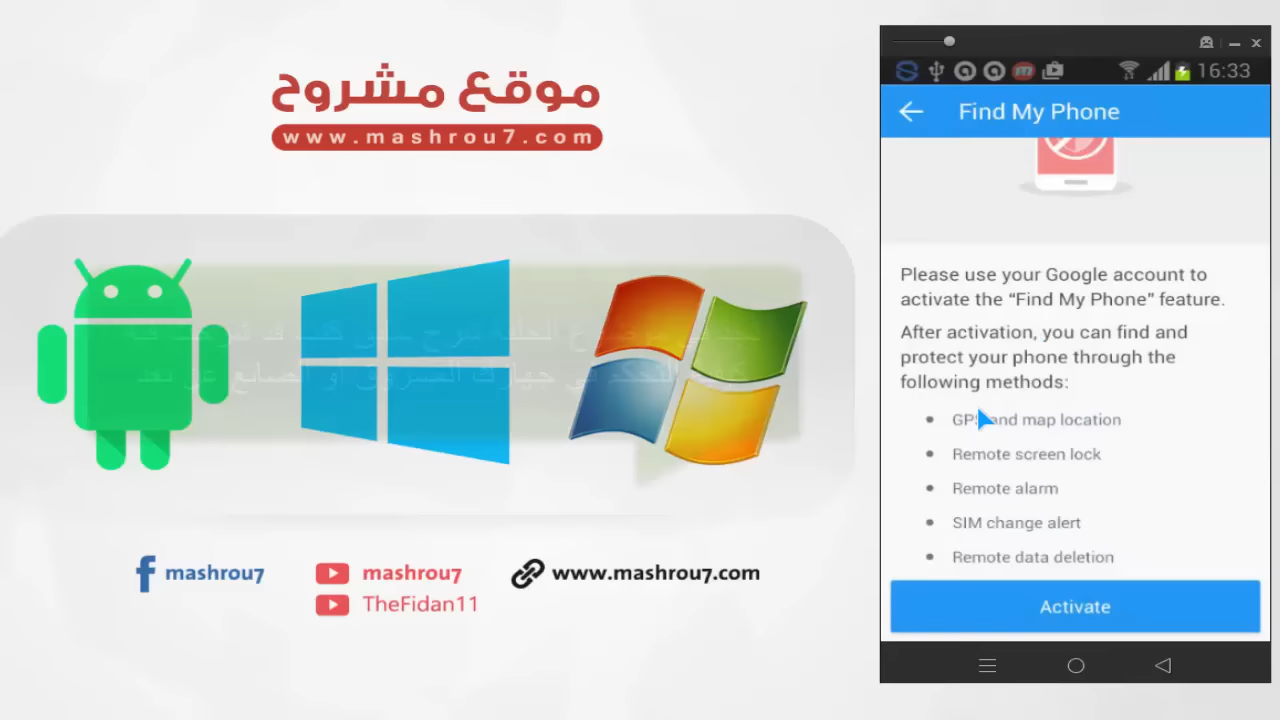 موقع مشروح
www.mashrou7.com
mashrou7
mashrou7
www.mashrou7.com
TheFidan11
16:33
Find My Phone
Please use your Google account to
activate the “Find My Phone” feature.
After activation, you can find and
protect your phone through the
following methods:
and map location
Remote screen lock
Remote alarm
SIM change alert
Remote data deletion
Activate